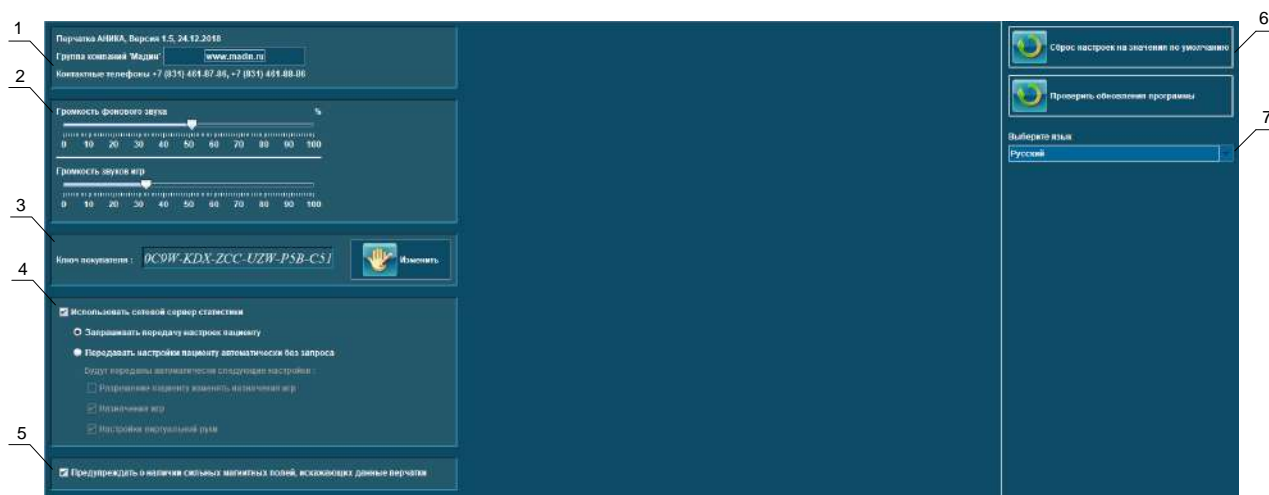 1
Перчатка АНИКА, Версия 1.5, 24.12.2018
Группа компаний 'Мадин' www.madin.ru
Контактные телефоны +7 (831) 461-87-86, +7 (831) 461-88-86
2
Громкость фонового звука %
0 10 20 30 40 50 60 70 80 90 100
Громкость звуков игр
0 10 20 30 40 50 60 70 80 90 100
3
Ключ покупателя : 0C9W-KDX-ZCC-UZW-P5B-C51 Изменить
4
Использовать сетевой сервер статистики
Запрашивать передачу настроек пациенту
Передавать настройки пациенту автоматически без запроса
Будут переданы автоматически следующие настройки :
Разрешение пациенту изменять назначения игр
Назначения игр
Настройки виртуальной руки
5
Предупреждать о наличии сильных магнитных полей, искажающих данные перчатки
6
Сброс настроек на значения по умолчанию
Проверить обновления программы
7
Выберите язык
Русский